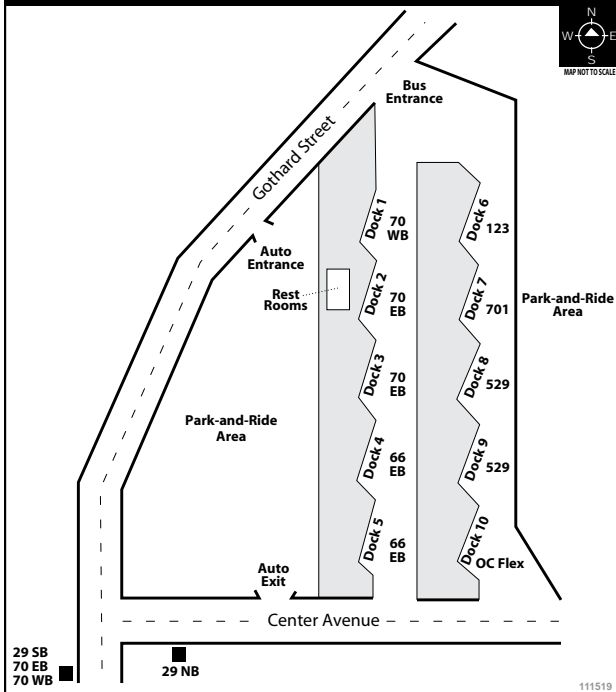 N
W E
S
MAP NOT TO SCALE
Bus
Entrance
Gothard Street
Dock 1
70
WB
Dock 6
123
Auto
Entrance
Dock 2
70
EB
Dock 7
701
Rest
Rooms
Park-and-Ride
Area
Dock 3
70
EB
Dock 8
529
Park-and-Ride
Area
Dock 4
66
EB
Dock 9
529
Dock 5
66
EB
Dock 10
OC Flex
Auto
Exit
Center Avenue
29 SB
70 EB
70 WB
29 NB
111519